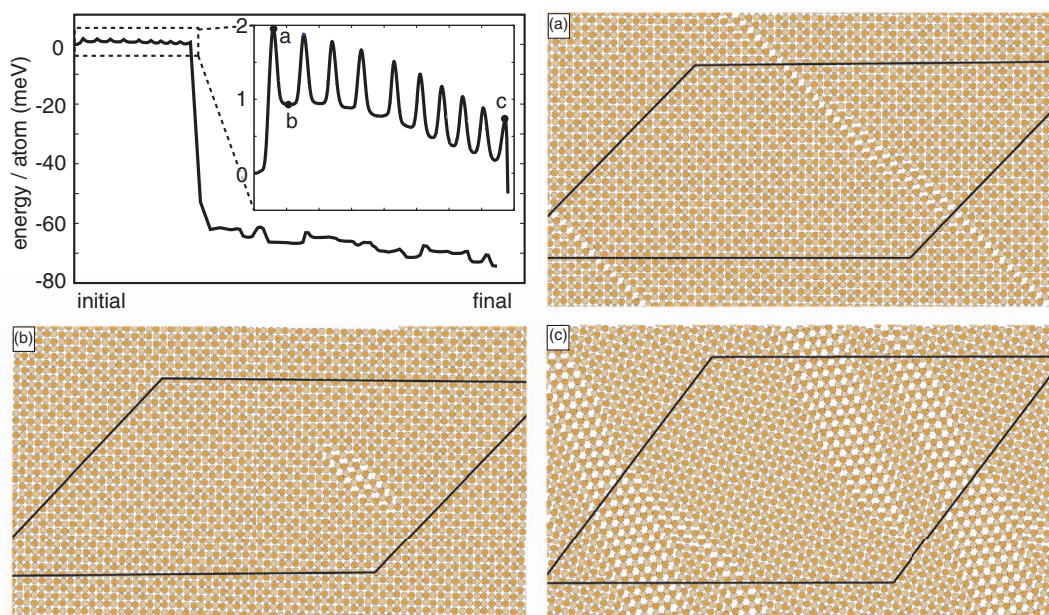 energy / atom (meV)
0
-20
-40
-60
-80
initial
final
2
1
0
a
b
c
(a)
(b)
(c)